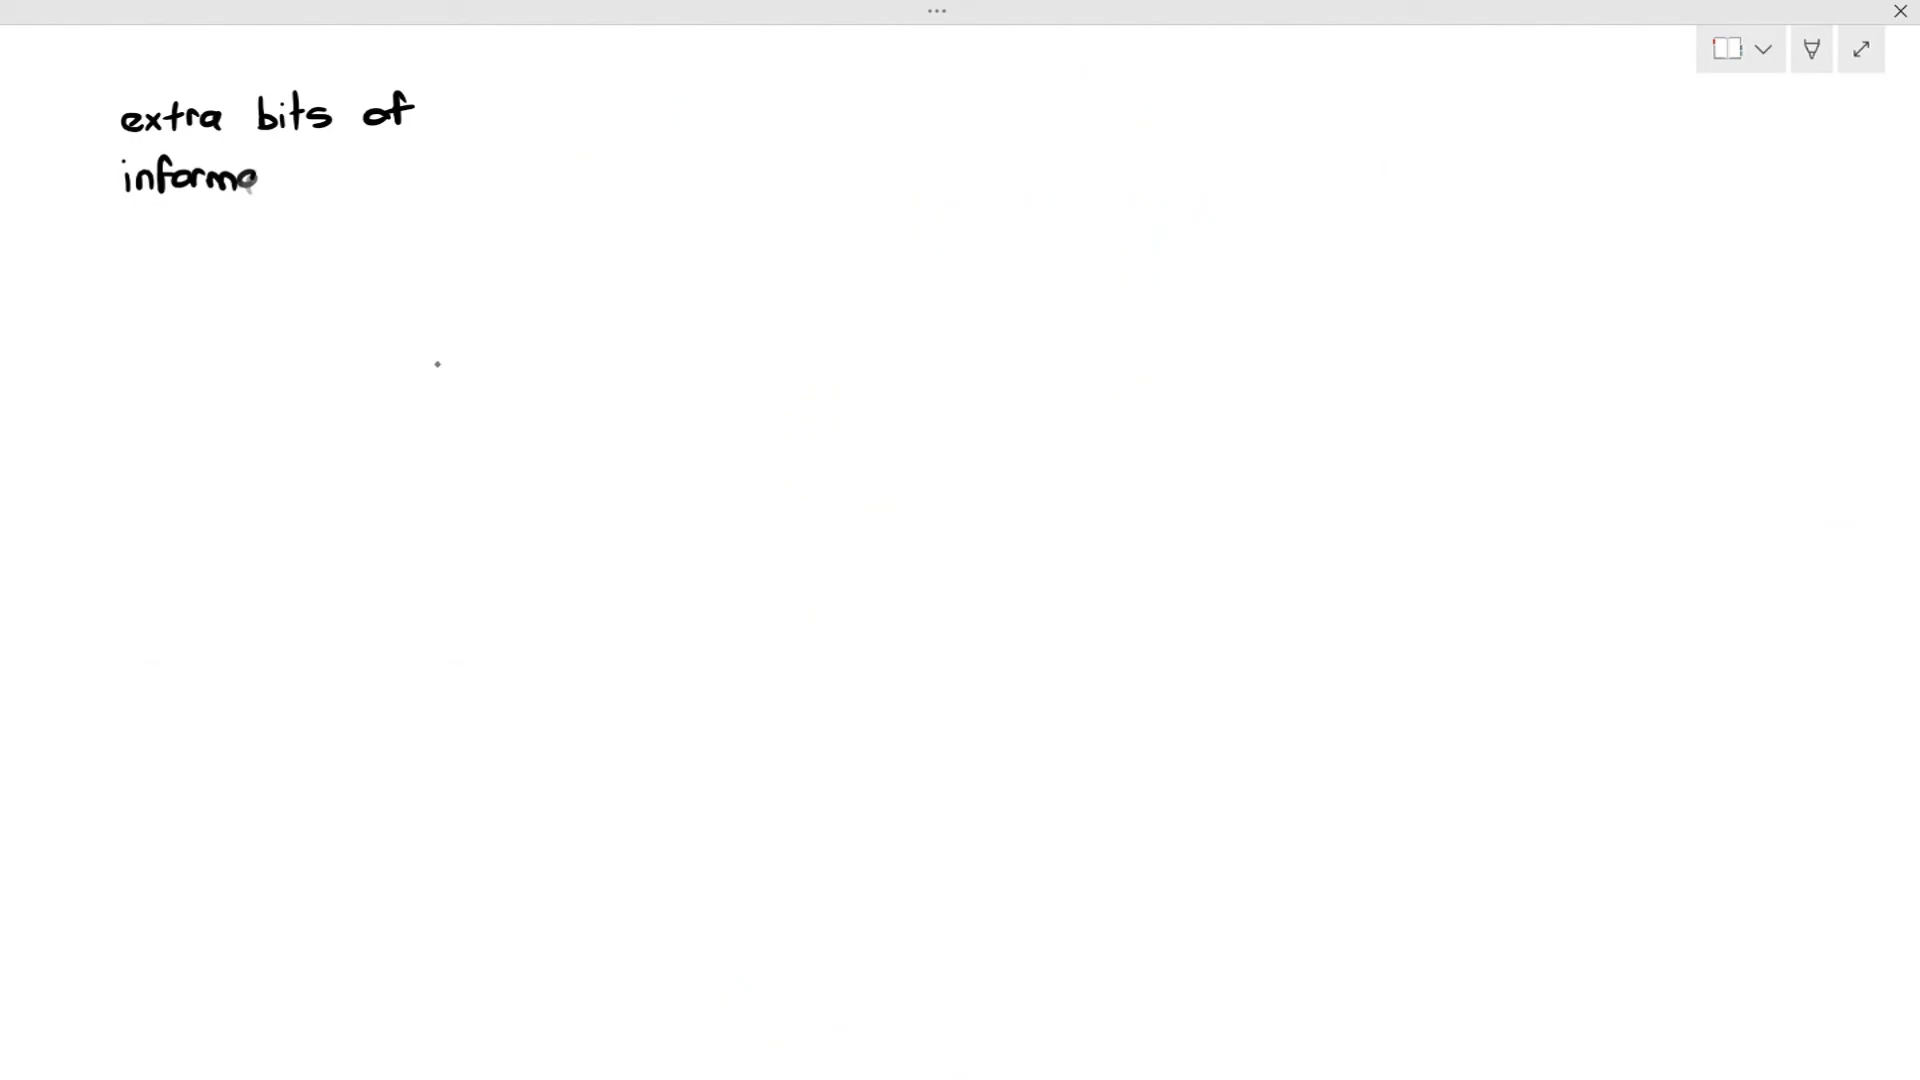 extra bits of
informa